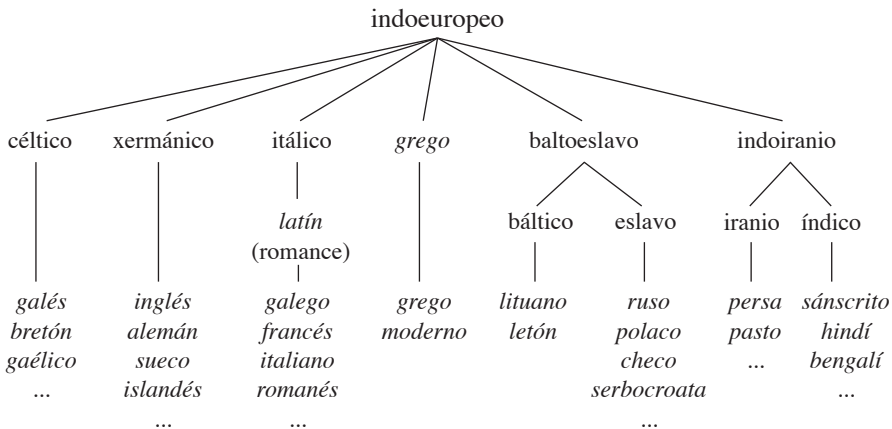 indoeuropeo
céltico xermánico itálico grego baltoeslavo indoiranio
latín báltico eslavo iranio índico
(romance)
galés inglés galego grego lituano ruso persa sánscrito
bretón alemán francés moderno letón polaco pasto hindí
gaélico sueco italiano checo ... bengalí
... islandés romanés serbocroata ...
... ... ...